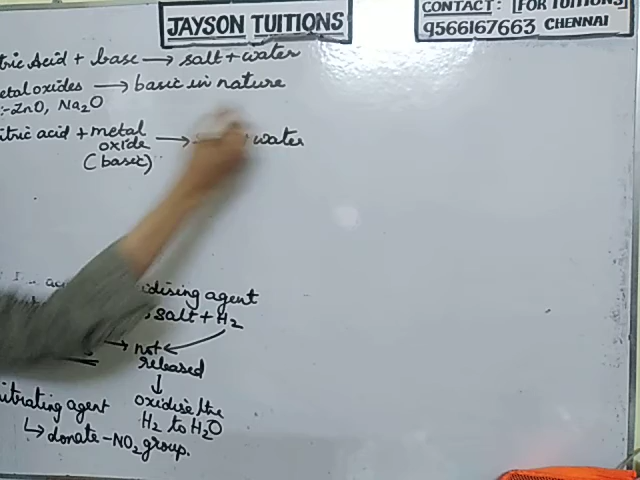 JAYSON TUITIONS
CONTACT: [FOR TUITIONS]
9566167663 CHENNAI
tric Acid + base → salt + water
etal oxides → basic in nature
:- ZnO, Na₂O
itric acid + metal oxide (basic) → water
idising agent
salt + H₂
→ not released
↓
oxidise the
H₂ to H₂O
itrating agent
↳ donate -NO₂ group.